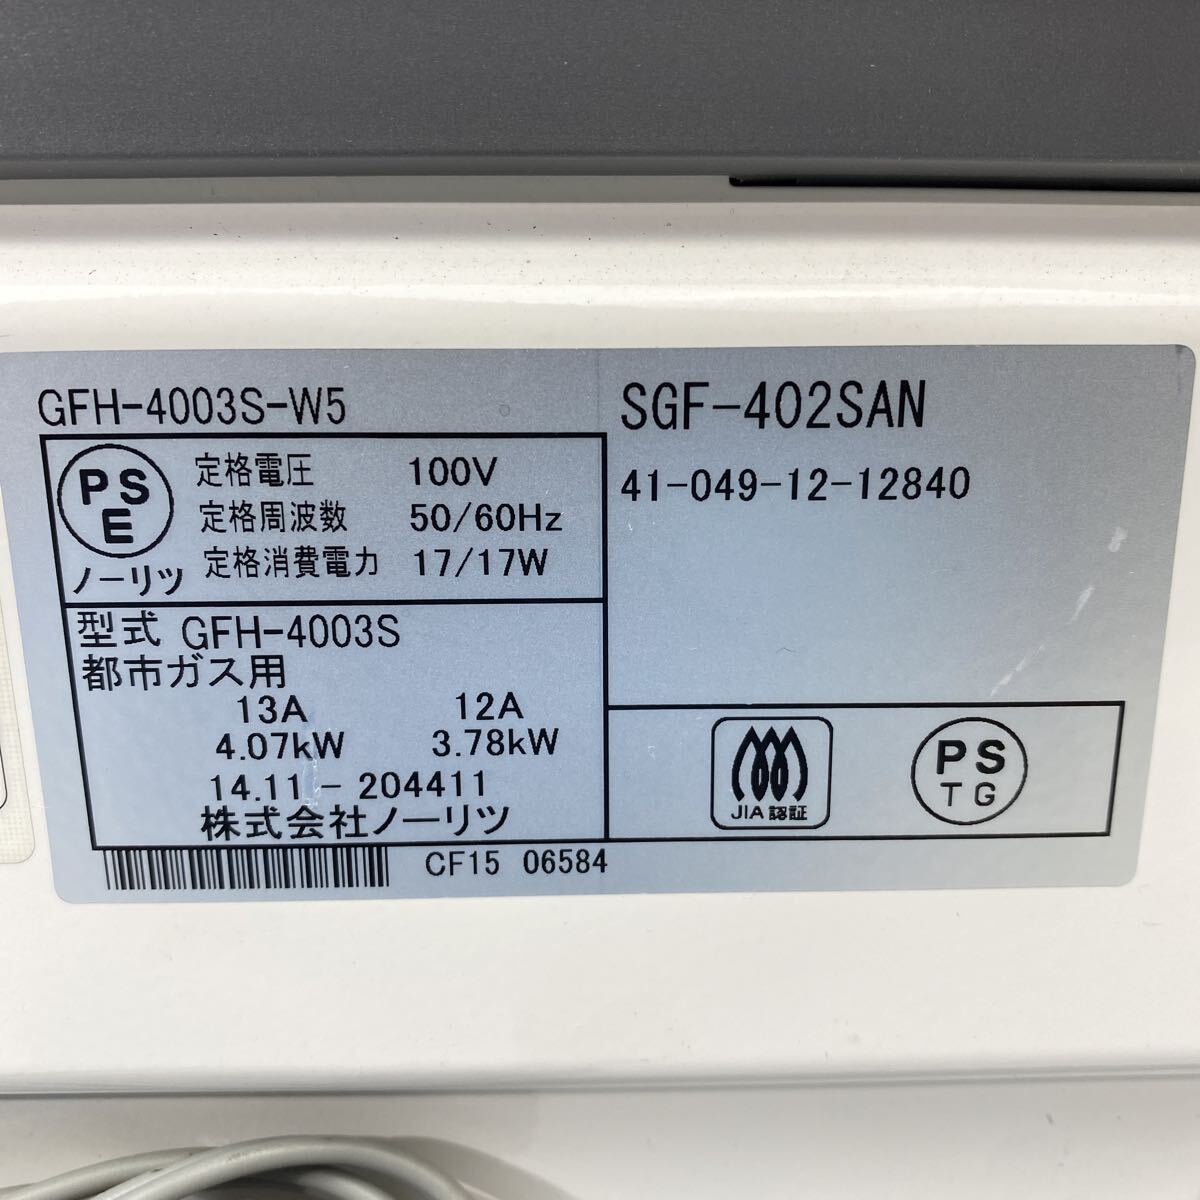 GFH-4003S-W5
SGF-402SAN
41-049-12-12840
PS
E
ノーリツ
定格電圧 100V
定格周波数 50/60Hz
定格消費電力 17/17W
型式 GFH-4003S
都市ガス用
13A 12A
4.07kW 3.78kW
14.11-204411
株式会社ノーリツ
JIA認証
PS
TG
CF15 06584